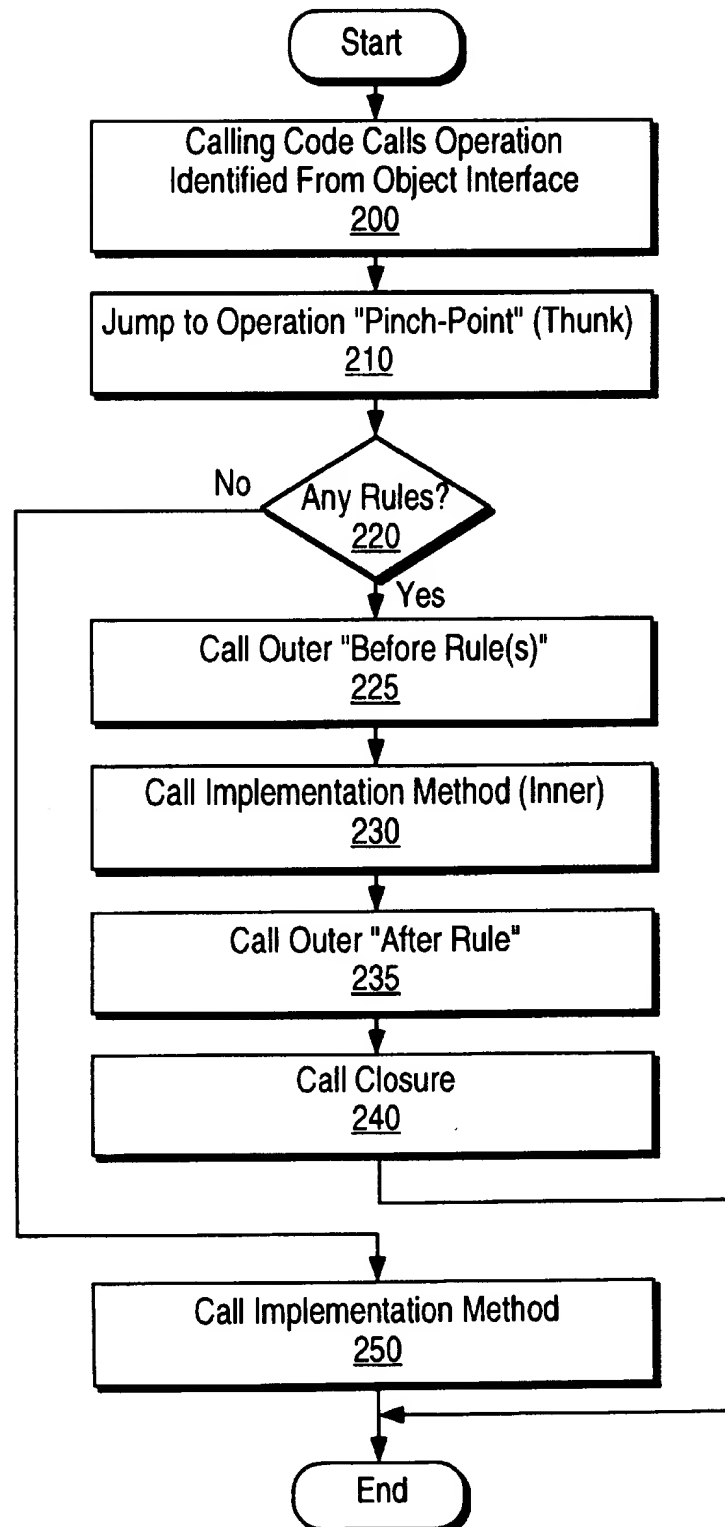 Start
Calling Code Calls Operation
Identified From Object Interface
200
Jump to Operation "Pinch-Point" (Thunk)
210
No
Any Rules?
220
Yes
Call Outer "Before Rule(s)"
225
Call Implementation Method (Inner)
230
Call Outer "After Rule"
235
Call Closure
240
Call Implementation Method
250
End